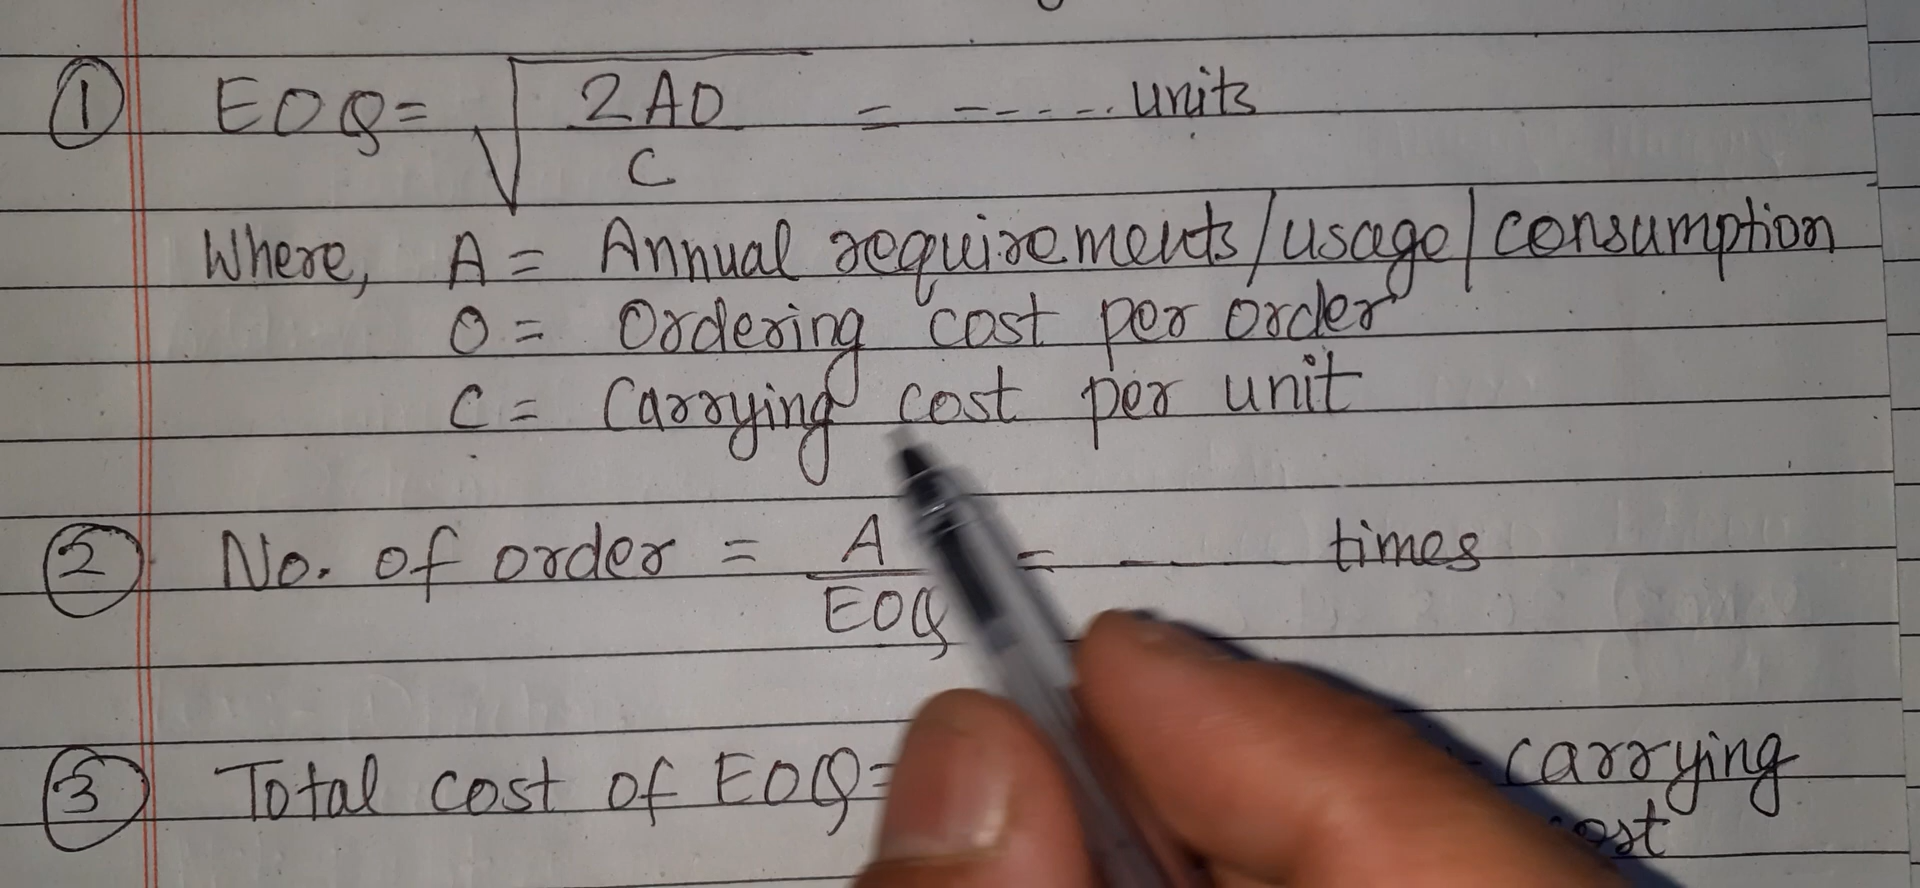 ① EOQ = √2AO = ----- units
C
Where, A = Annual requirements/usage/consumption
O = Ordering cost per order
C = Carrying cost per unit
② No. of order = A = ---- times
EOQ
③ Total cost of EOQ = carrying
cost